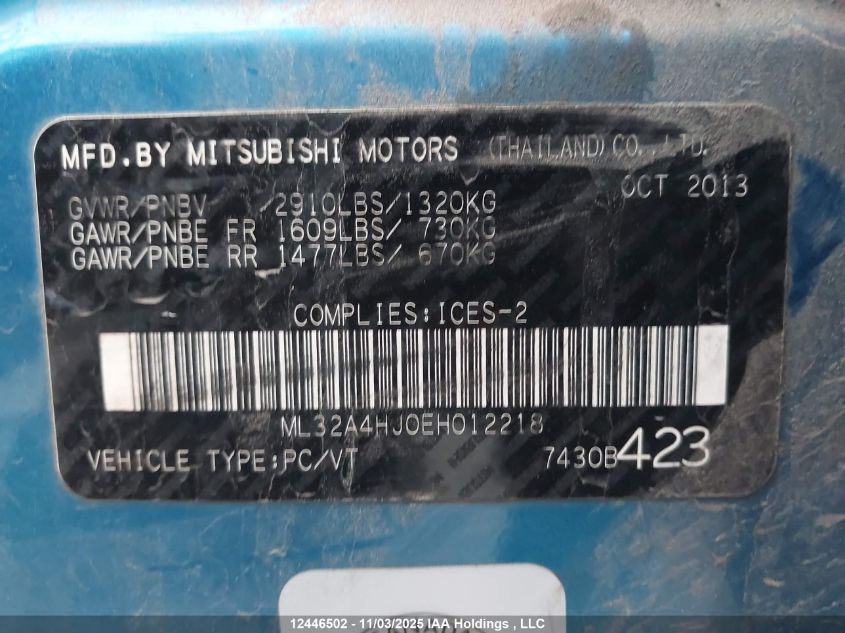 MFD.BY MITSUBISHI MOTORS (THAILAND) CO.,LTD.
OCT 2013
GVWR/PNBV /2910LBS/1320KG
GAWR/PNBE FR 1609LBS/ 730KG
GAWR/PNBE RR 1477LBS/ 670KG
COMPLIES:ICES-2
ML32A4HJ0EH012218
VEHICLE TYPE:PC/VT 7430B423
12446502 - 11/03/2025 IAA Holdings , LLC